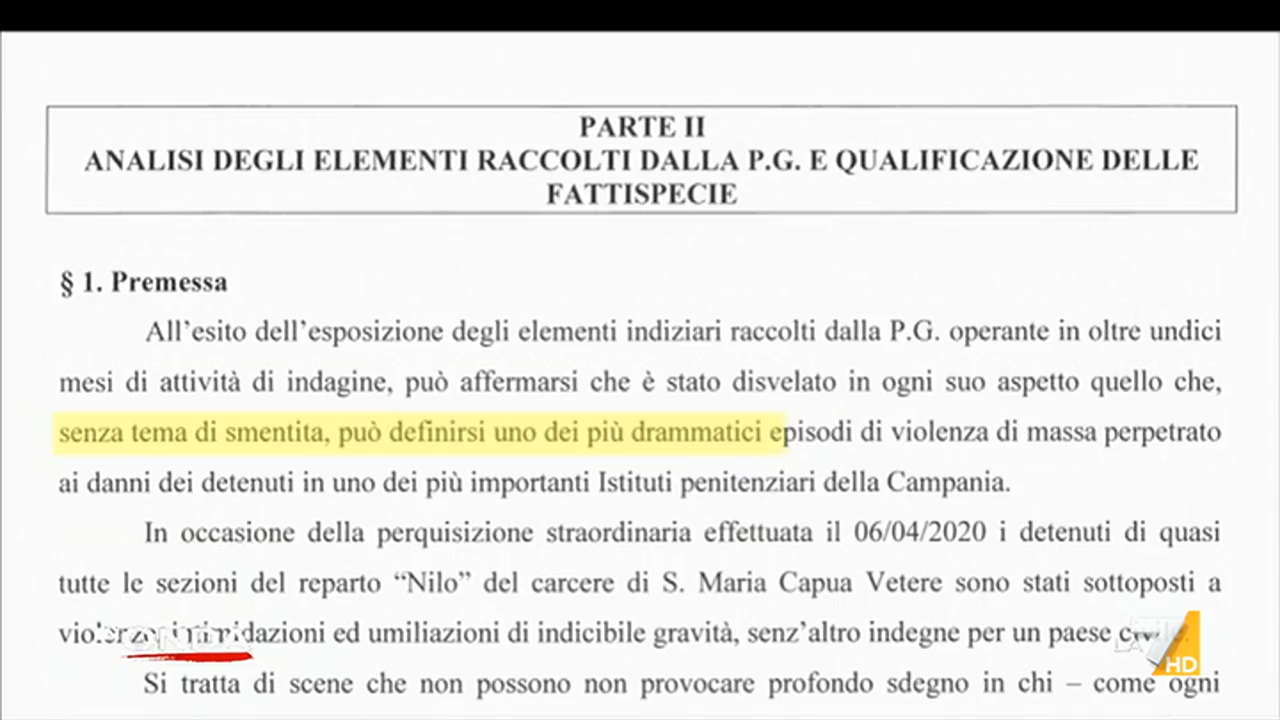 PARTE II
ANALISI DEGLI ELEMENTI RACCOLTI DALLA P.G. E QUALIFICAZIONE DELLE
FATTISPECIE
§ 1. Premessa
All’esito dell’esposizione degli elementi indiziari raccolti dalla P.G. operante in oltre undici
mesi di attività di indagine, può affermarsi che è stato disvelato in ogni suo aspetto quello che,
senza tema di smentita, può definirsi uno dei più drammatici episodi di violenza di massa perpetrato
ai danni dei detenuti in uno dei più importanti Istituti penitenziari della Campania.
In occasione della perquisizione straordinaria effettuata il 06/04/2020 i detenuti di quasi
tutte le sezioni del reparto “Nilo” del carcere di S. Maria Capua Vetere sono stati sottoposti a
violenze, intimidazioni ed umiliazioni di indicibile gravità, senz’altro indegne per un paese
LA7 HD
Si tratta di scene che non possono non provocare profondo sdegno in chi – come ogni